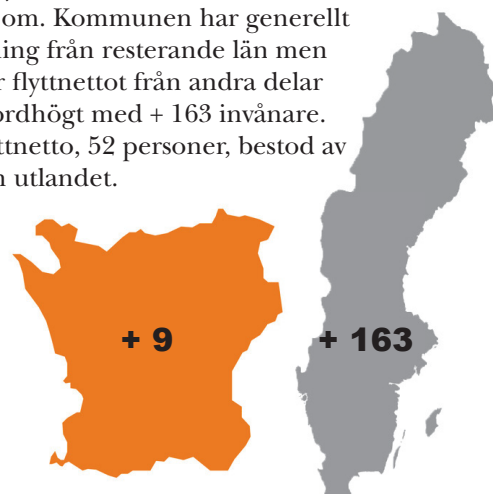 om. Kommunen har generellt
ing från resterande län men
r flyttnettot från andra delar
ordhögt med + 163 invånare.
ttnetto, 52 personer, bestod av
n utlandet.
+ 9
+ 163